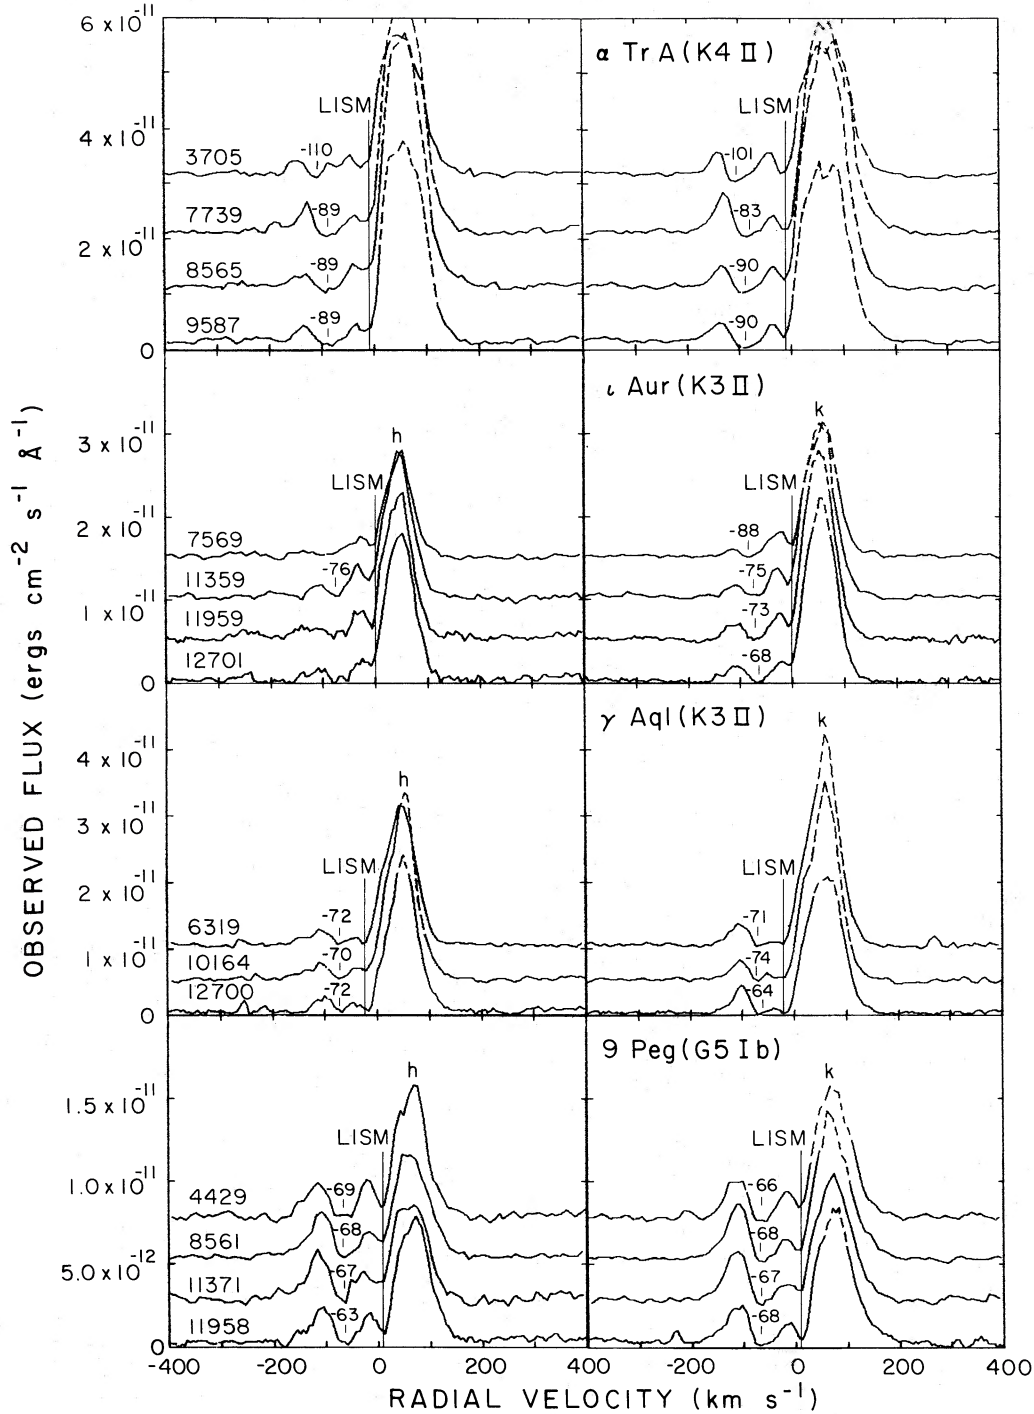 OBSERVED FLUX (ergs cm⁻² s⁻¹ Å⁻¹)
6 x 10⁻¹¹
4 x 10⁻¹¹
2 x 10⁻¹¹
0
α Tr A (K4 II)
LISM
LISM
3705
-110
-101
7739
-89
-83
8565
-89
-90
9587
-89
-90
3 x 10⁻¹¹
2 x 10⁻¹¹
1 x 10⁻¹¹
0
ι Aur (K3 II)
h
k
LISM
LISM
7569
-88
11359
-76
-75
11959
-73
12701
-68
4 x 10⁻¹¹
3 x 10⁻¹¹
2 x 10⁻¹¹
1 x 10⁻¹¹
0
γ Aql (K3 II)
h
k
LISM
LISM
6319
-72
-71
10164
-70
-74
12700
-72
-64
1.5 x 10⁻¹¹
1.0 x 10⁻¹¹
5.0 x 10⁻¹²
0
9 Peg (G5 Ib)
h
k
LISM
LISM
4429
-69
-66
8561
-68
-68
11371
-67
-67
11958
-63
-68
-400 -200 0 200 400 -200 0 200 400
RADIAL VELOCITY (km s⁻¹)